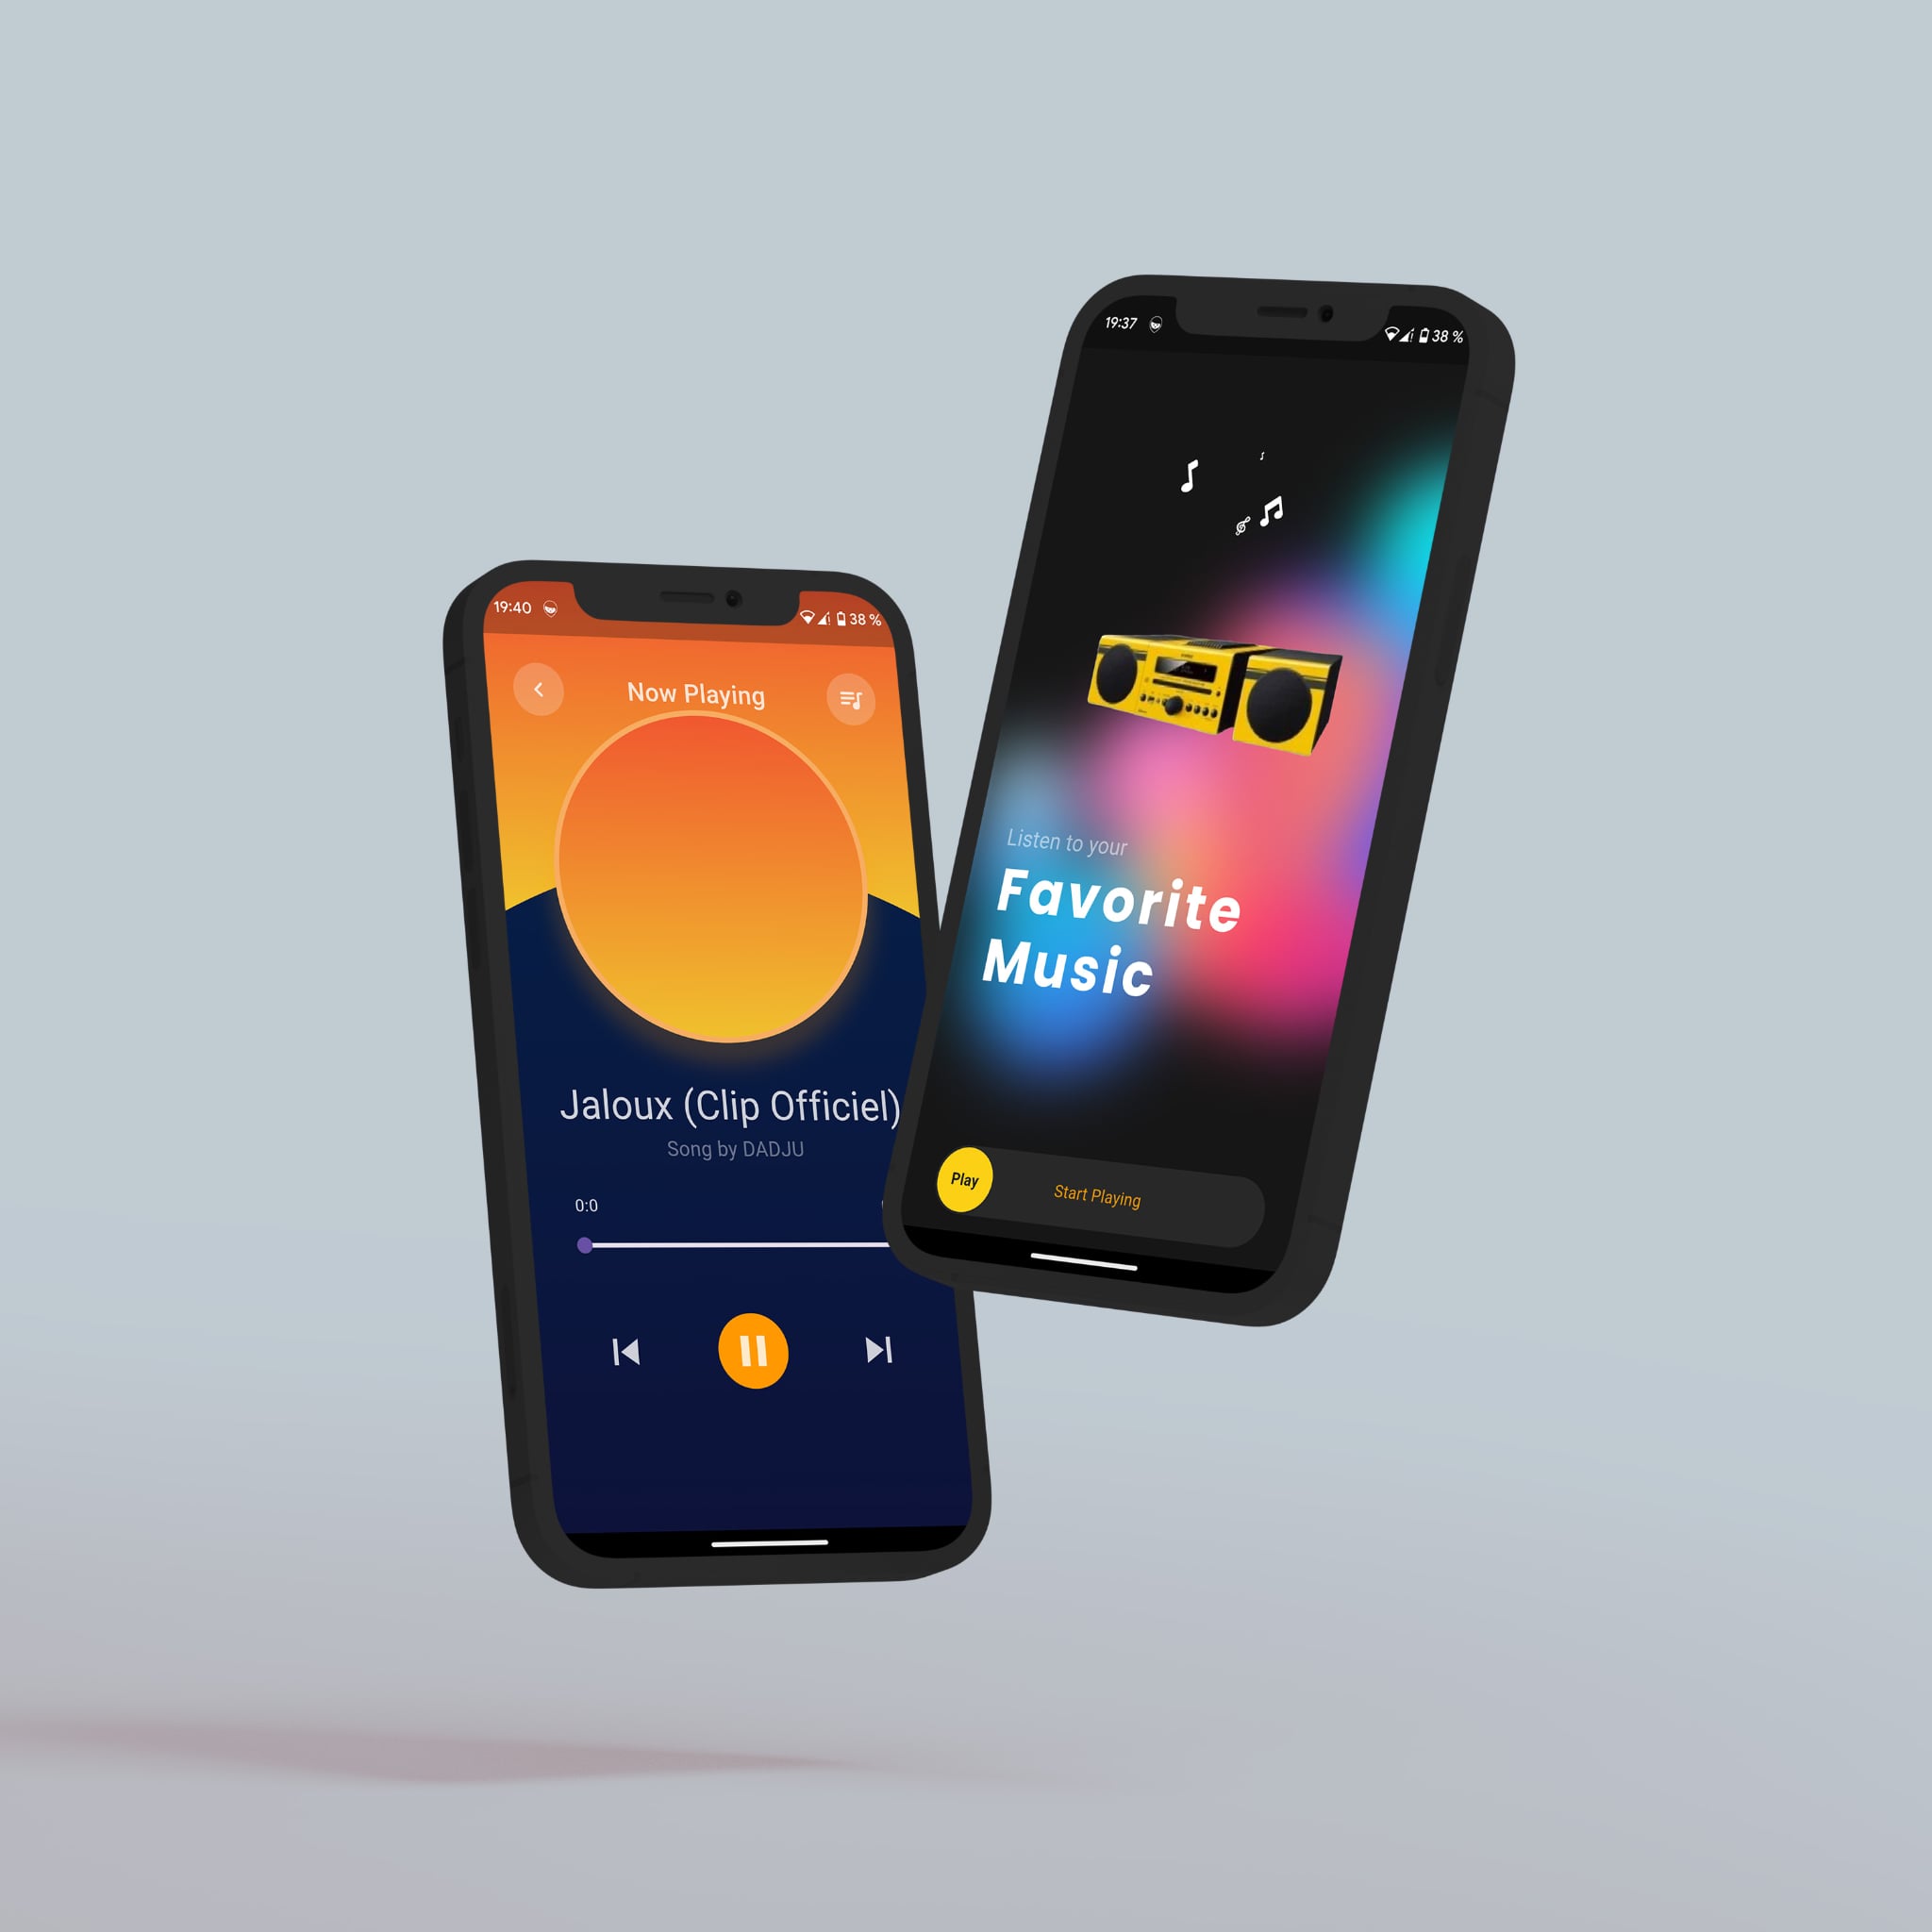 19:40
38 %
Now Playing
Jaloux (Clip Officiel)
Song by DADJU
0:0
19:37
38 %
Listen to your
Favorite
Music
Play
Start Playing